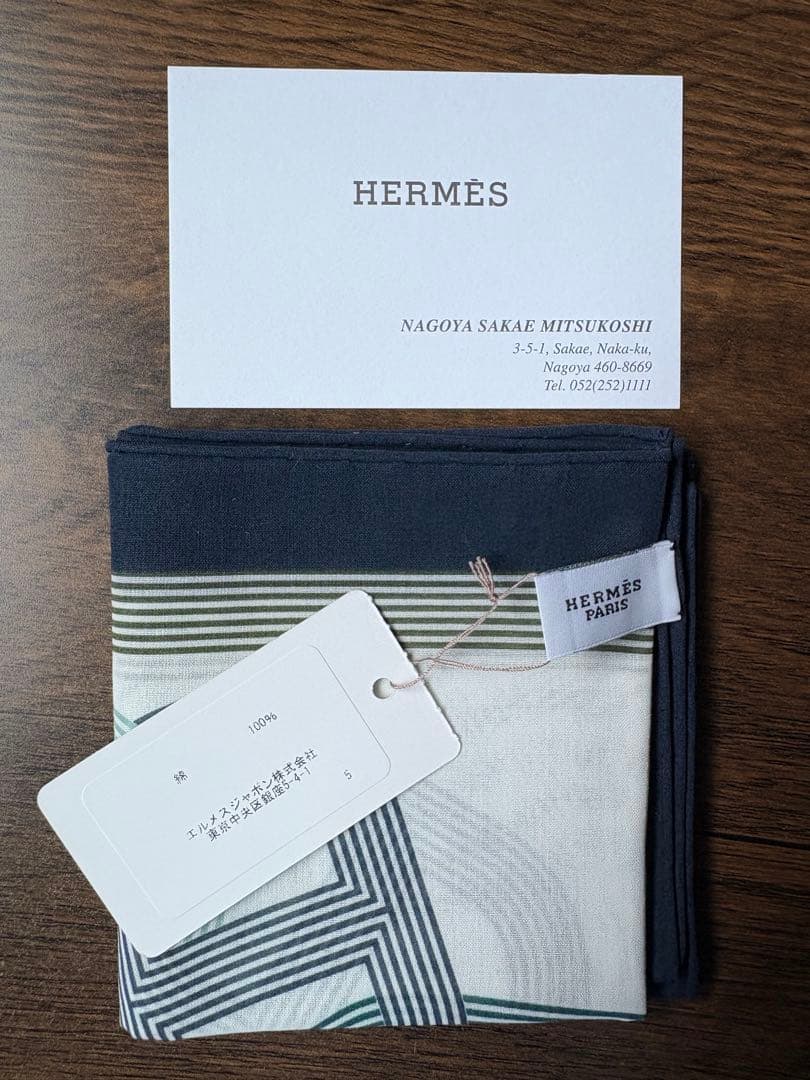 HERMÈS
NAGOYA SAKAE MITSUKOSHI
3-5-1, Sakae, Naka-ku,
Nagoya 460-8669
Tel. 052(252)1111
HERMÈS
PARIS
綿 100%
エルメスジャポン株式会社
東京中央区銀座5-4-1
5